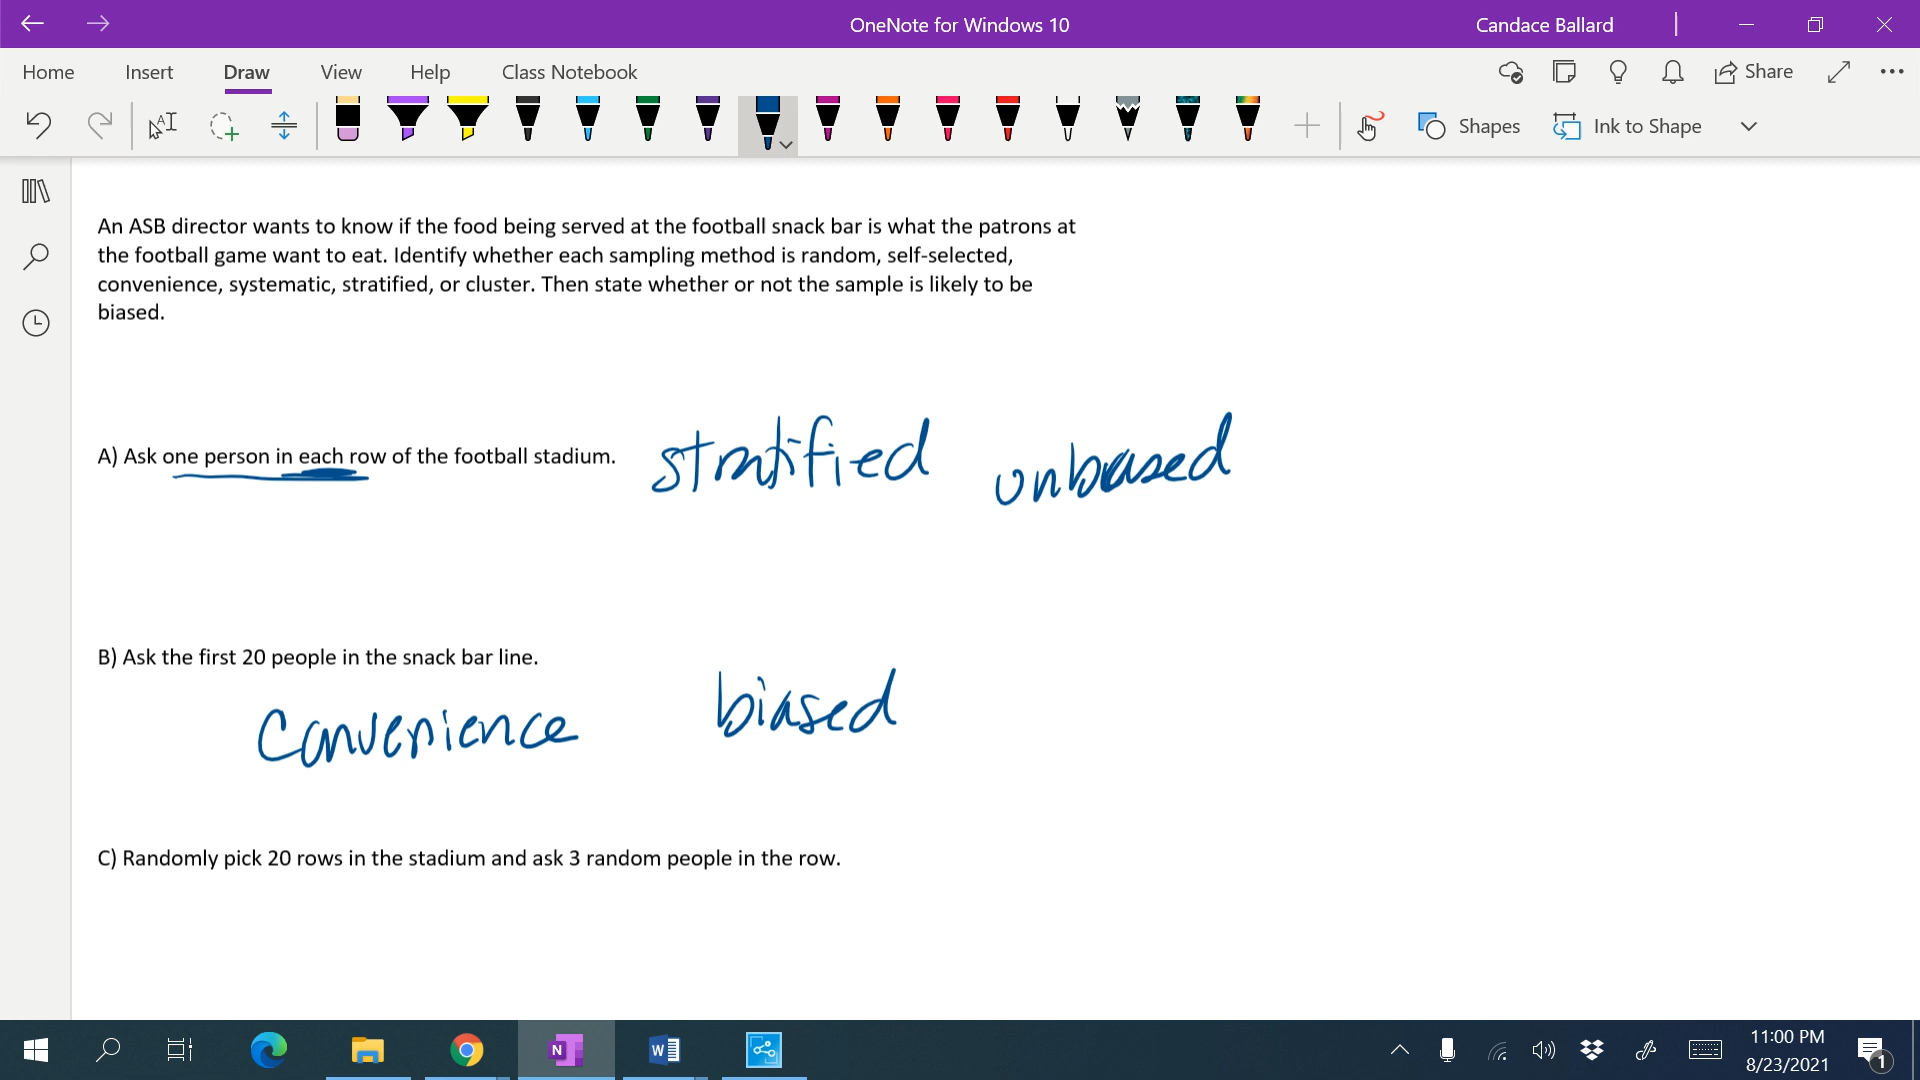 OneNote for Windows 10
Candace Ballard
Home Insert Draw View Help Class Notebook
Share
Shapes
Ink to Shape
An ASB director wants to know if the food being served at the football snack bar is what the patrons at
the football game want to eat. Identify whether each sampling method is random, self-selected,
convenience, systematic, stratified, or cluster. Then state whether or not the sample is likely to be
biased.
A) Ask one person in each row of the football stadium.
stratified unbiased
B) Ask the first 20 people in the snack bar line.
Convenience biased
C) Randomly pick 20 rows in the stadium and ask 3 random people in the row.
11:00 PM
8/23/2021
1